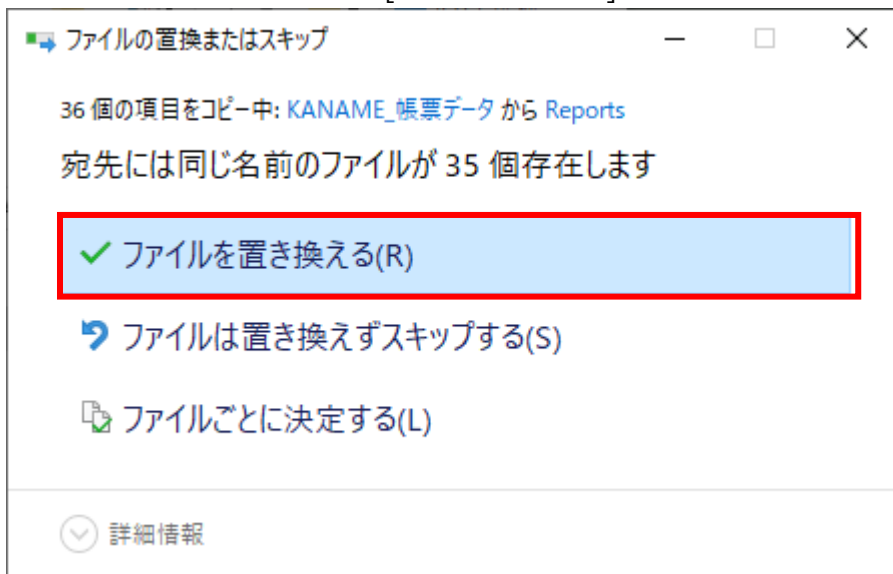 ファイルの置換またはスキップ
36 個の項目をコピー中: KANAME_帳票データ から Reports
宛先には同じ名前のファイルが 35 個存在します
ファイルを置き換える(R)
ファイルは置き換えずスキップする(S)
ファイルごとに決定する(L)
詳細情報